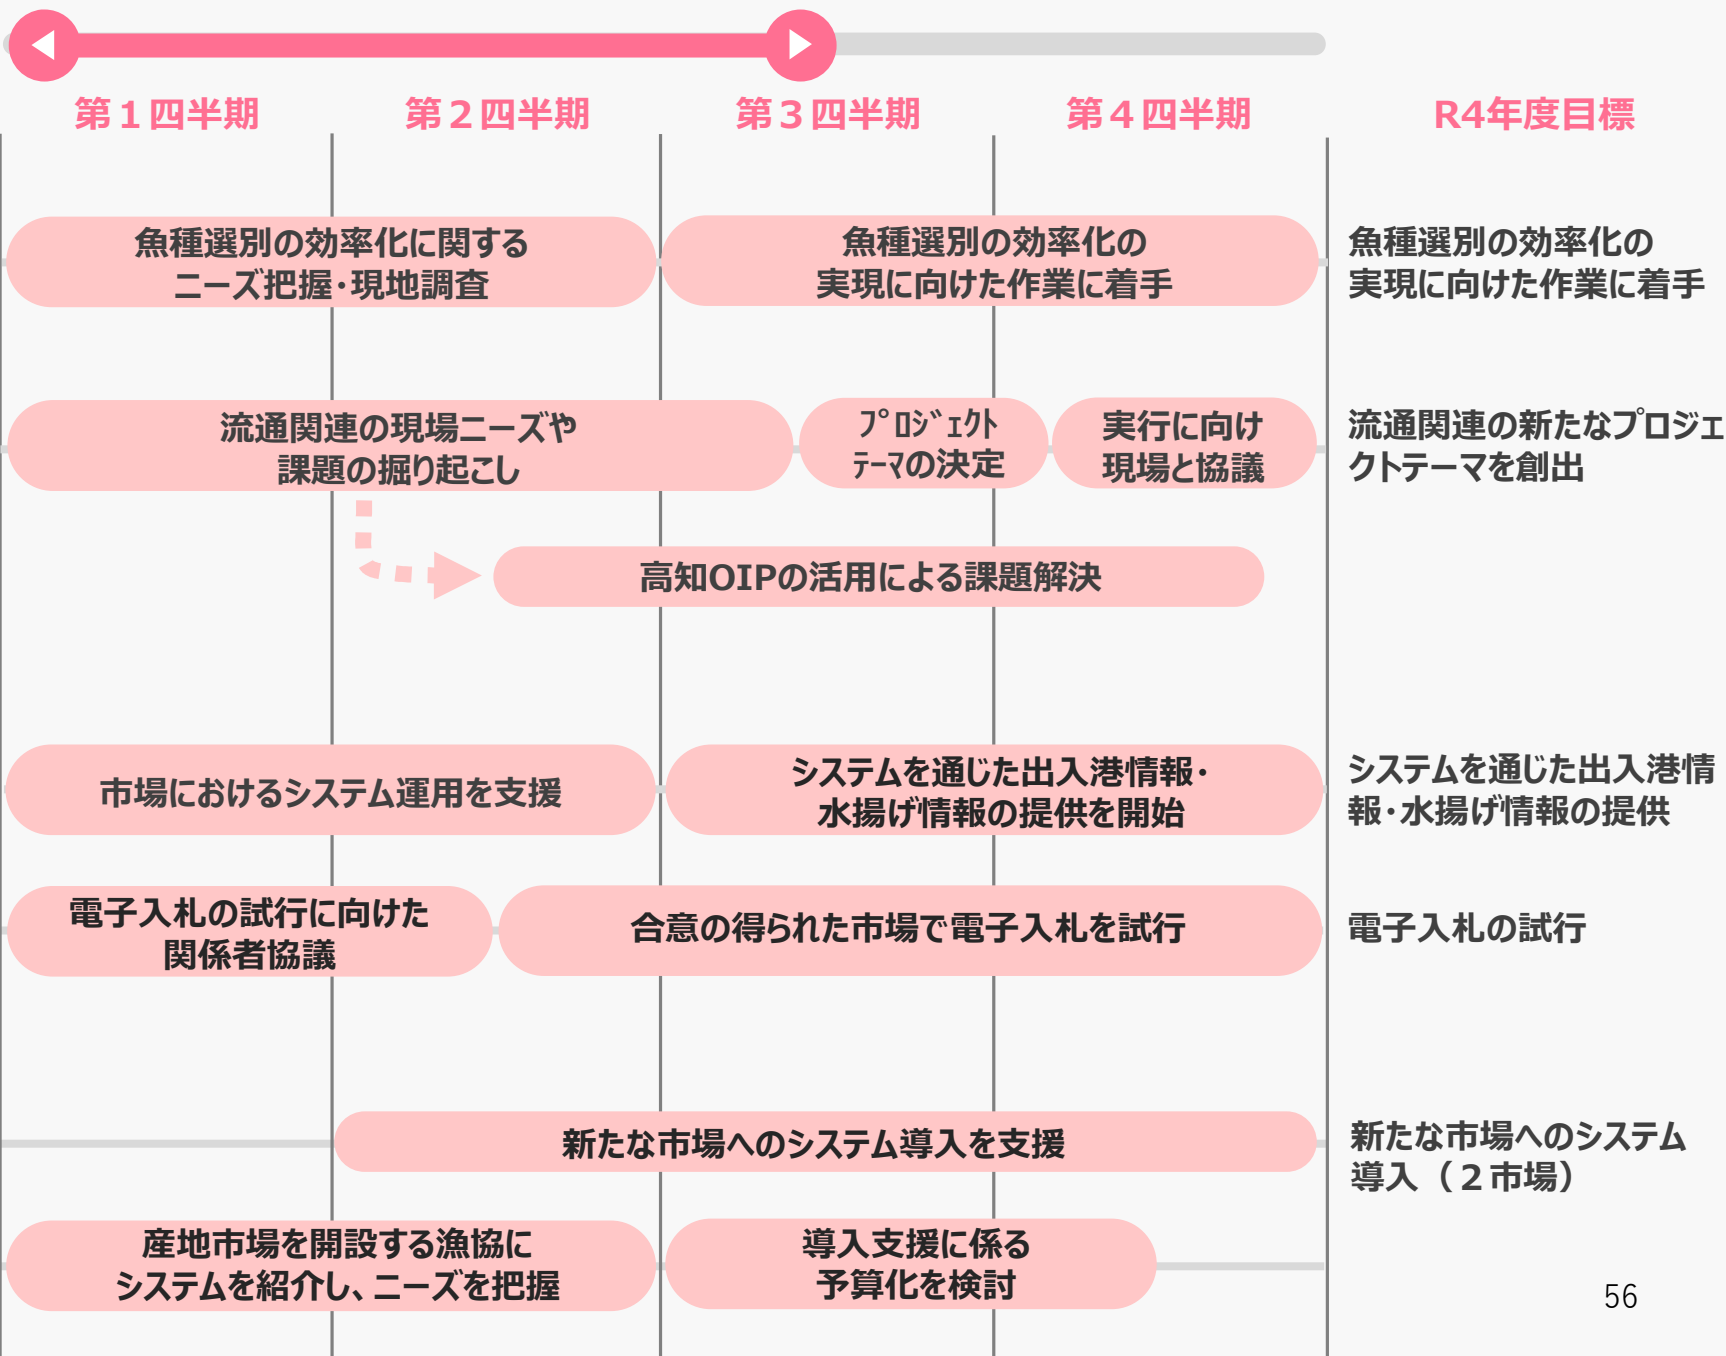 第１四半期
第２四半期
第３四半期
第４四半期
R4年度目標
魚種選別の効率化に関する
ニーズ把握・現地調査
魚種選別の効率化の
実現に向けた作業に着手
魚種選別の効率化の
実現に向けた作業に着手
流通関連の現場ニーズや
課題の掘り起こし
ﾌﾟﾛｼﾞｪｸﾄ
ﾃｰﾏの決定
実行に向け
現場と協議
流通関連の新たなプロジェ
クトテーマを創出
高知OIPの活用による課題解決
市場におけるシステム運用を支援
システムを通じた出入港情報・
水揚げ情報の提供を開始
システムを通じた出入港情
報・水揚げ情報の提供
電子入札の試行に向けた
関係者協議
合意の得られた市場で電子入札を試行
電子入札の試行
新たな市場へのシステム導入を支援
新たな市場へのシステム
導入（２市場）
産地市場を開設する漁協に
システムを紹介し、ニーズを把握
導入支援に係る
予算化を検討
56